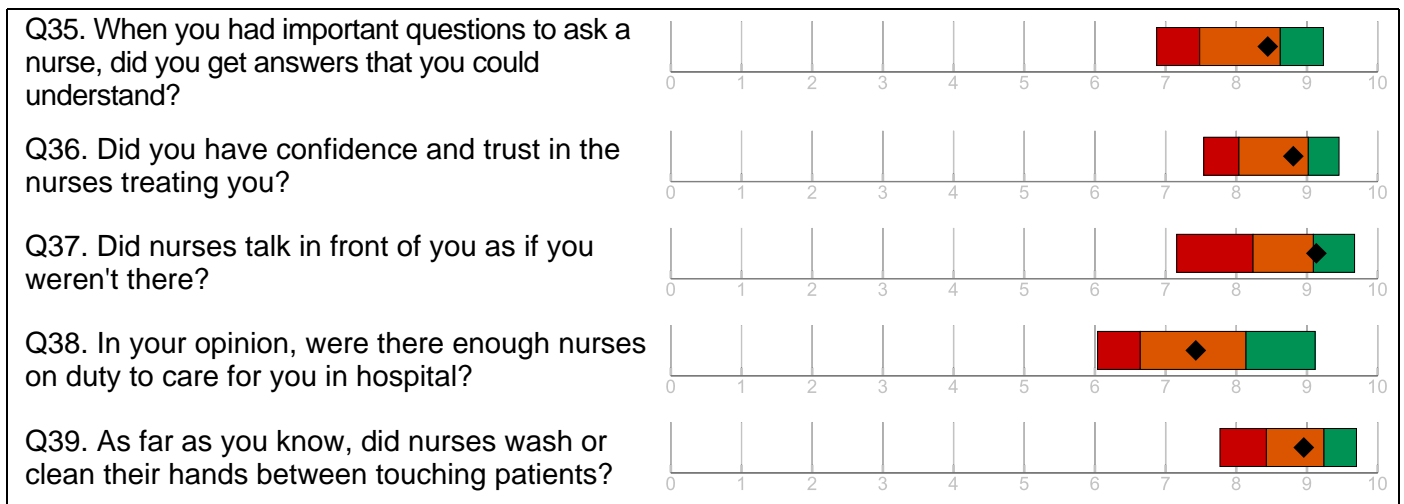 Q35. When you had important questions to ask a
nurse, did you get answers that you could
understand?
0 1 2 3 4 5 6 7 8 9 10
Q36. Did you have confidence and trust in the
nurses treating you?
0 1 2 3 4 5 6 7 8 9 10
Q37. Did nurses talk in front of you as if you
weren't there?
0 1 2 3 4 5 6 7 8 9 10
Q38. In your opinion, were there enough nurses
on duty to care for you in hospital?
0 1 2 3 4 5 6 7 8 9 10
Q39. As far as you know, did nurses wash or
clean their hands between touching patients?
0 1 2 3 4 5 6 7 8 9 10